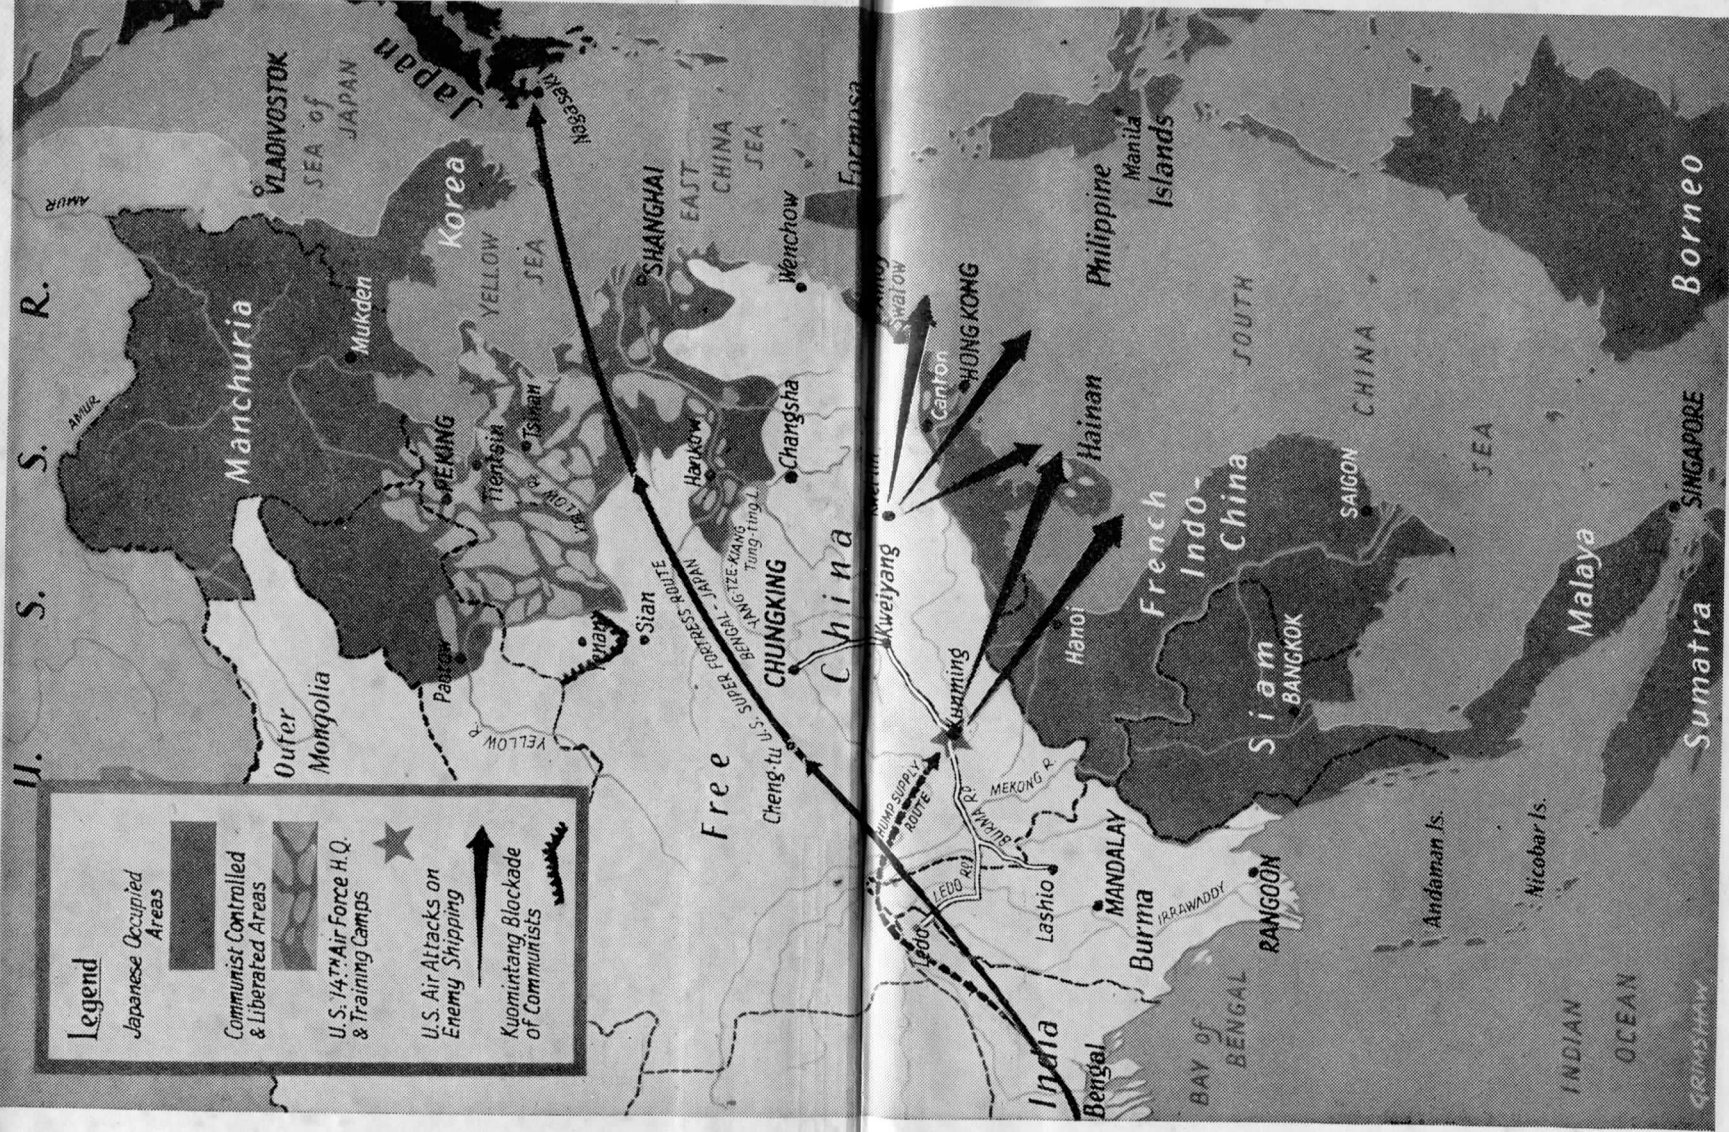 U. S. S. R.
AMUR
AMUR
VLADIVOSTOK
SEA of
JAPAN
Japan
Nagasaki
Manchuria
Mukden
Korea
YELLOW
SEA
Outer
Mongolia
PEKING
Tientsin
Tsinan
YELLOW R.
Paotow
YELLOW R.
Yenan
Sian
SHANGHAI
EAST
CHINA
SEA
Wenchow
Formosa
Hankow
Changsha
YANG-TZE-KIANG
Tung-ting L.
U.S. SUPER FORTRESS ROUTE
BENGAL - JAPAN
CHUNGKING
Cheng-tu
Free China
Swatow
Canton
HONG KONG
Kweiyang
Kunming
HUMP SUPPLY
ROUTE
BURMA RD
LEDO RD
Ledo
MEKONG R.
Lashio
MANDALAY
Burma
IRRAWADDY
RANGOON
India
Bengal
BAY of
BENGAL
Hainan
Hanoi
French
Indo-
China
SAIGON
Siam
BANGKOK
Philippine
Manila
Islands
SOUTH
CHINA
SEA
Borneo
Malaya
SINGAPORE
Sumatra
Andaman Is.
Nicobar Is.
INDIAN
OCEAN
GRIMSHAW
Legend
Japanese Occupied
Areas
Communist Controlled
& Liberated Areas
U.S. 14TH Air Force H.Q.
& Training Camps
U.S. Air Attacks on
Enemy Shipping
Kuomintang Blockade
of Communists